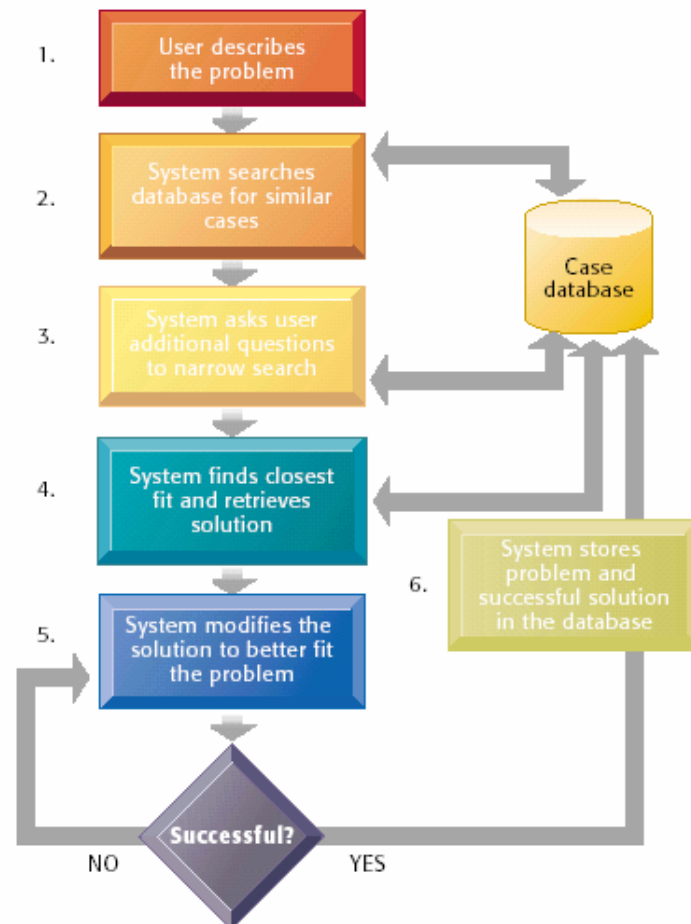 1.
User describes
the problem
2.
System searches
database for similar
cases
Case
database
3.
System asks user
additional questions
to narrow search
4.
System finds closest
fit and retrieves
solution
6.
System stores
problem and
successful solution
in the database
5.
System modifies the
solution to better fit
the problem
Successful?
NO
YES